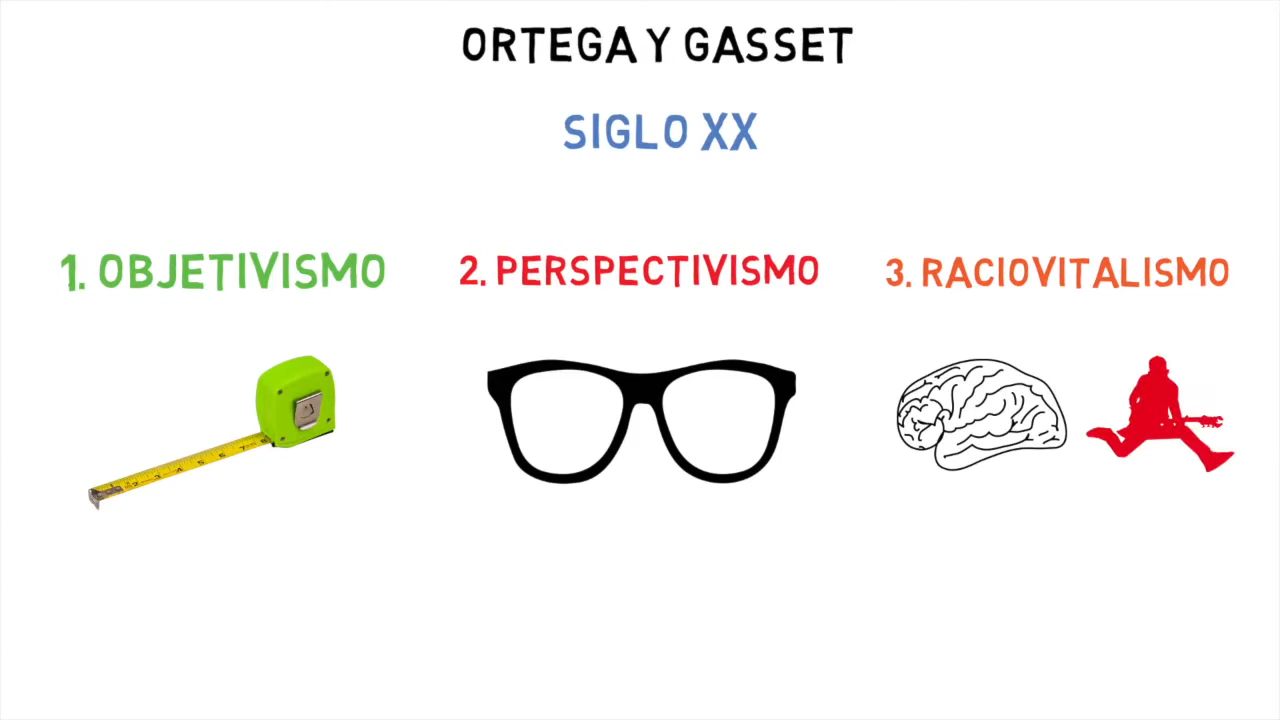 ORTEGA Y GASSET
SIGLO XX
1. OBJETIVISMO
2. PERSPECTIVISMO
3. RACIOVITALISMO